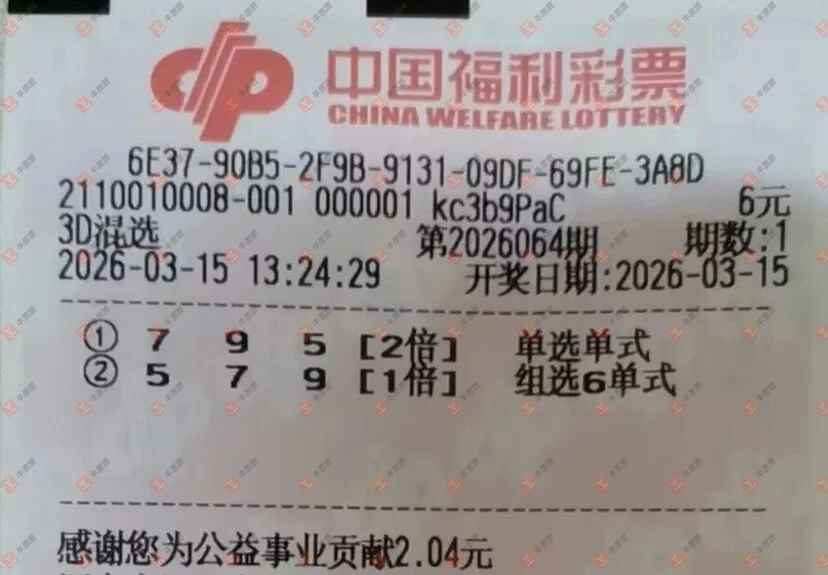 中国福利彩票
CHINA WELFARE LOTTERY
6E37-90B5-2F9B-9131-09DF-69FE-3A8D
2110010008-001 000001 kc3b9PaC 6元
3D混选 第2026064期 期数:1
2026-03-15 13:24:29 开奖日期:2026-03-15
① 7 9 5 [2倍] 单选单式
② 5 7 9 [1倍] 组选6单式
感谢您为公益事业贡献2.04元